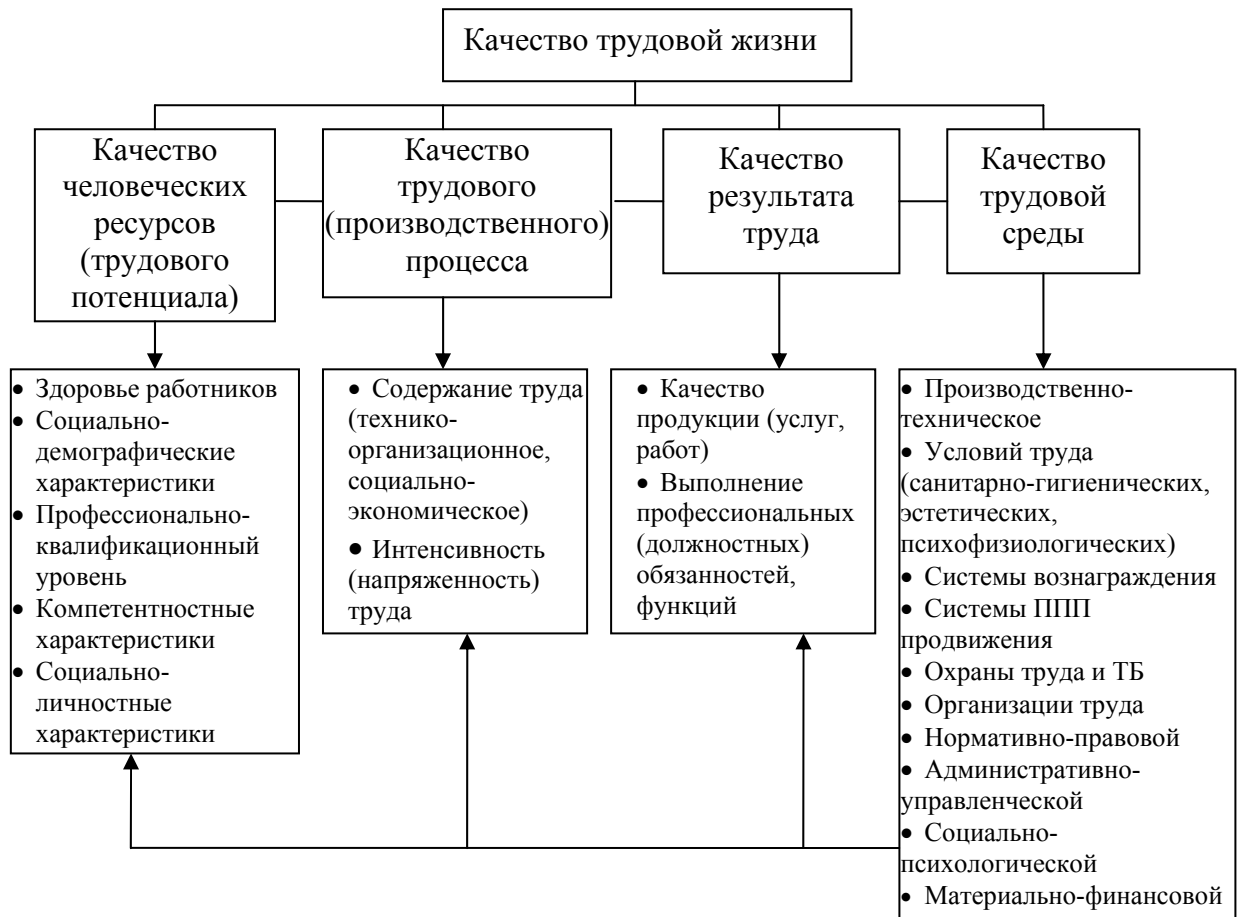 Качество трудовой жизни
Качество
человеческих
ресурсов
(трудового
потенциала)
Качество
трудового
(производственного)
процесса
Качество
результата
труда
Качество
трудовой
среды
• Здоровье работников
• Социально-
демографические
характеристики
• Профессионально-
квалификационный
уровень
• Компетентностные
характеристики
• Социально-
личностные
характеристики
• Содержание труда
(технико-
организационное,
социально-
экономическое)
• Интенсивность
(напряженность)
труда
• Качество
продукции (услуг,
работ)
• Выполнение
профессиональных
(должностных)
обязанностей,
функций
• Производственно-
техническое
• Условий труда
(санитарно-гигиенических,
эстетических,
психофизиологических)
• Системы вознаграждения
• Системы ППП
продвижения
• Охраны труда и ТБ
• Организации труда
• Нормативно-правовой
• Административно-
управленческой
• Социально-
психологической
• Материально-финансовой